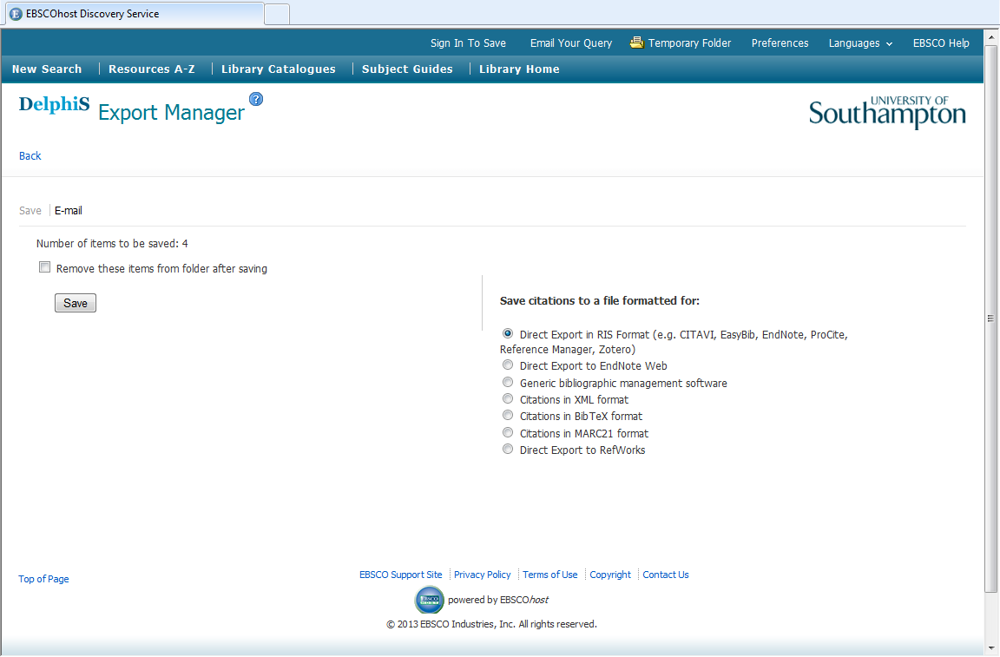 EBSCOhost Discovery Service
Sign In To Save Email Your Query Temporary Folder Preferences Languages EBSCO Help
New Search Resources A-Z Library Catalogues Subject Guides Library Home
DelphiS Export Manager ?
UNIVERSITY OF
Southampton
Back
Save E-mail
Number of items to be saved: 4
Remove these items from folder after saving
Save
Save citations to a file formatted for:
Direct Export in RIS Format (e.g. CITAVI, EasyBib, EndNote, ProCite,
Reference Manager, Zotero)
Direct Export to EndNote Web
Generic bibliographic management software
Citations in XML format
Citations in BibTeX format
Citations in MARC21 format
Direct Export to RefWorks
Top of Page
EBSCO Support Site Privacy Policy Terms of Use Copyright Contact Us
EBSCO HOST powered by EBSCOhost
© 2013 EBSCO Industries, Inc. All rights reserved.